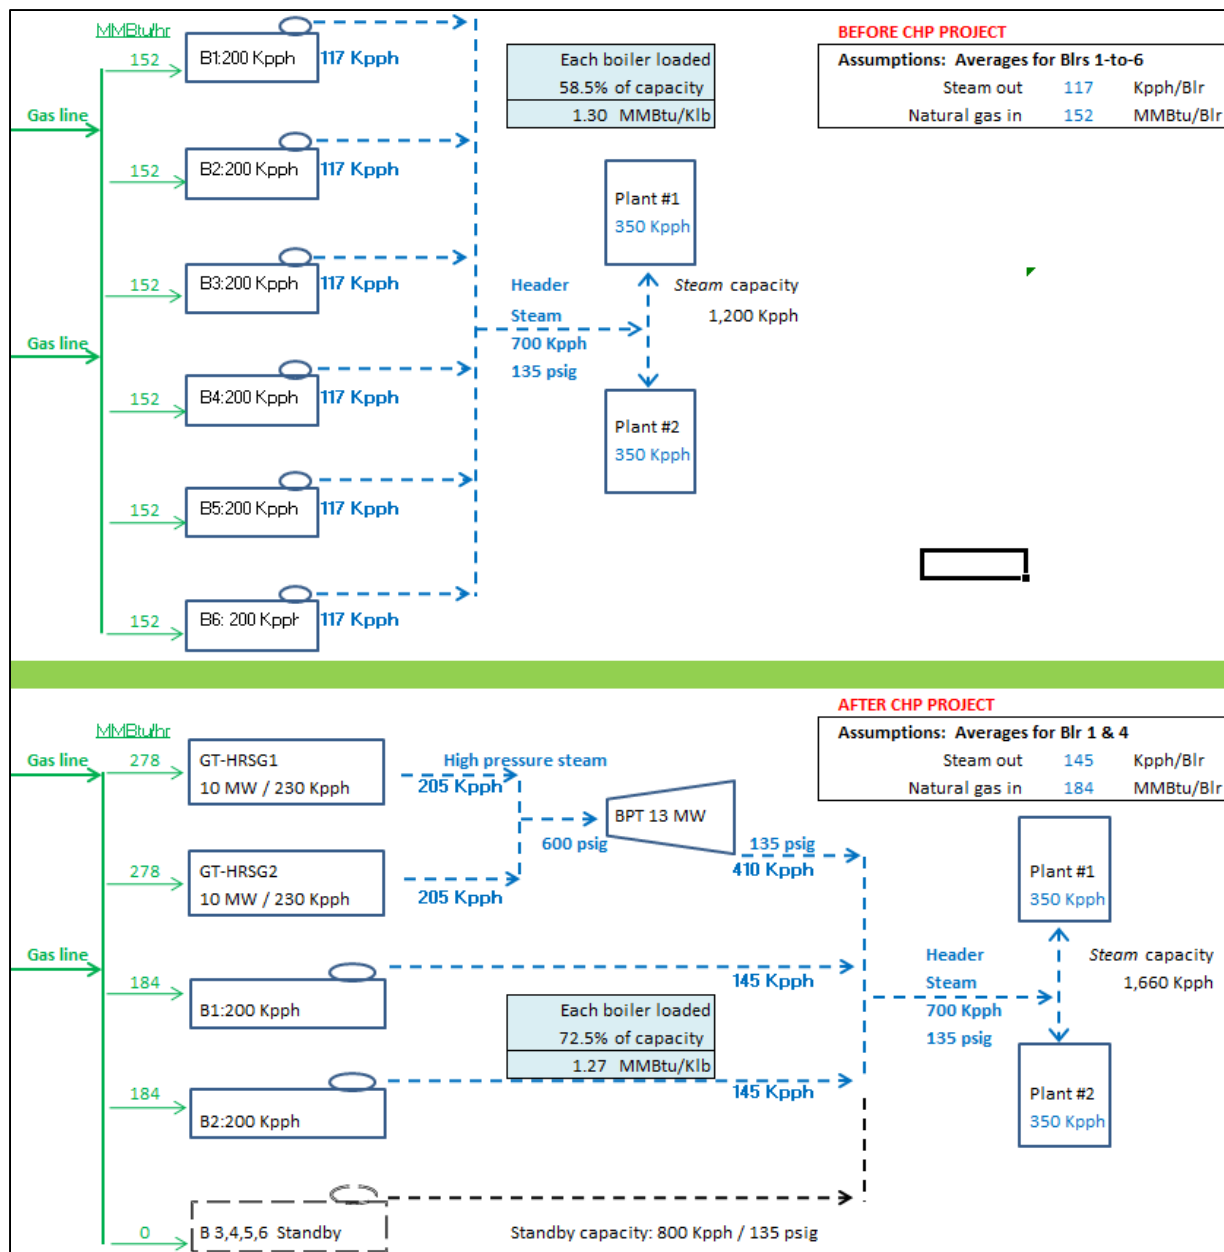 MMBtu/hr
152
B1:200 Kpph
117 Kpph
Each boiler loaded
58.5% of capacity
1.30 MMBtu/Klb
BEFORE CHP PROJECT
Assumptions: Averages for Blrs 1-to-6
Steam out 117 Kpph/Blr
Natural gas in 152 MMBtu/Blr
Gas line
152
B2:200 Kpph
117 Kpph
Plant #1
350 Kpph
152
B3:200 Kpph
117 Kpph
Header
Steam
700 Kpph
135 psig
Steam capacity
1,200 Kpph
Gas line
152
B4:200 Kpph
117 Kpph
Plant #2
350 Kpph
152
B5:200 Kpph
117 Kpph
152
B6: 200 Kpph
117 Kpph
AFTER CHP PROJECT
Assumptions: Averages for Blr 1 & 4
Steam out 145 Kpph/Blr
Natural gas in 184 MMBtu/Blr
MMBtu/hr
Gas line
278
GT-HRSG1
10 MW / 230 Kpph
High pressure steam
205 Kpph
600 psig
BPT 13 MW
135 psig
410 Kpph
278
GT-HRSG2
10 MW / 230 Kpph
205 Kpph
Plant #1
350 Kpph
Gas line
184
B1:200 Kpph
145 Kpph
Each boiler loaded
72.5% of capacity
1.27 MMBtu/Klb
Header
Steam
700 Kpph
135 psig
Steam capacity
1,660 Kpph
184
B2:200 Kpph
145 Kpph
Plant #2
350 Kpph
0
B 3,4,5,6 Standby
Standby capacity: 800 Kpph / 135 psig